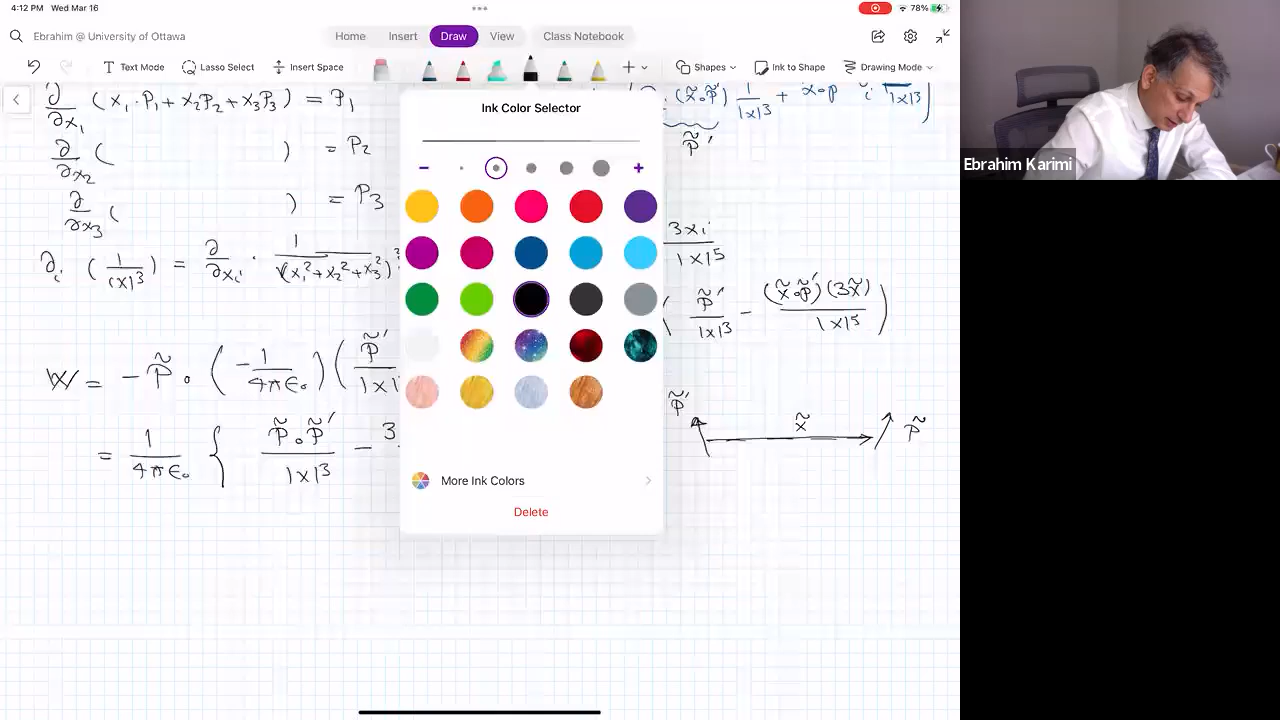 4:12 PM Wed Mar 16
78%
Ebrahim @ University of Ottawa
Home Insert Draw View Class Notebook
Text Mode Lasso Select Insert Space Shapes Ink to Shape Drawing Mode
Ink Color Selector
More Ink Colors
Delete
∂/∂x₁ (x₁·P₁ + x₂P₂ + x₃P₃) = P₁
∂/∂x₂ ( ) = P₂
∂/∂x₃ ( ) = P₃
∂ᵢ (1/|x|³) = ∂/∂xᵢ · 1/√(x₁²+x₂²+x₃²)
W = −P̃ · (−1/4πε₀) (P̃′/|x|
= 1/4πε₀ { P̃·P̃′/|x|³ − 3
(x̃·P̃′) 1/|x|³ + x·p
P̃′
3xᵢ/|x|⁵
( P̃′/|x|³ − (x̃·P̃′)(3x̃)/|x|⁵ )
P̃′ x̃ P̃
Ebrahim Karimi